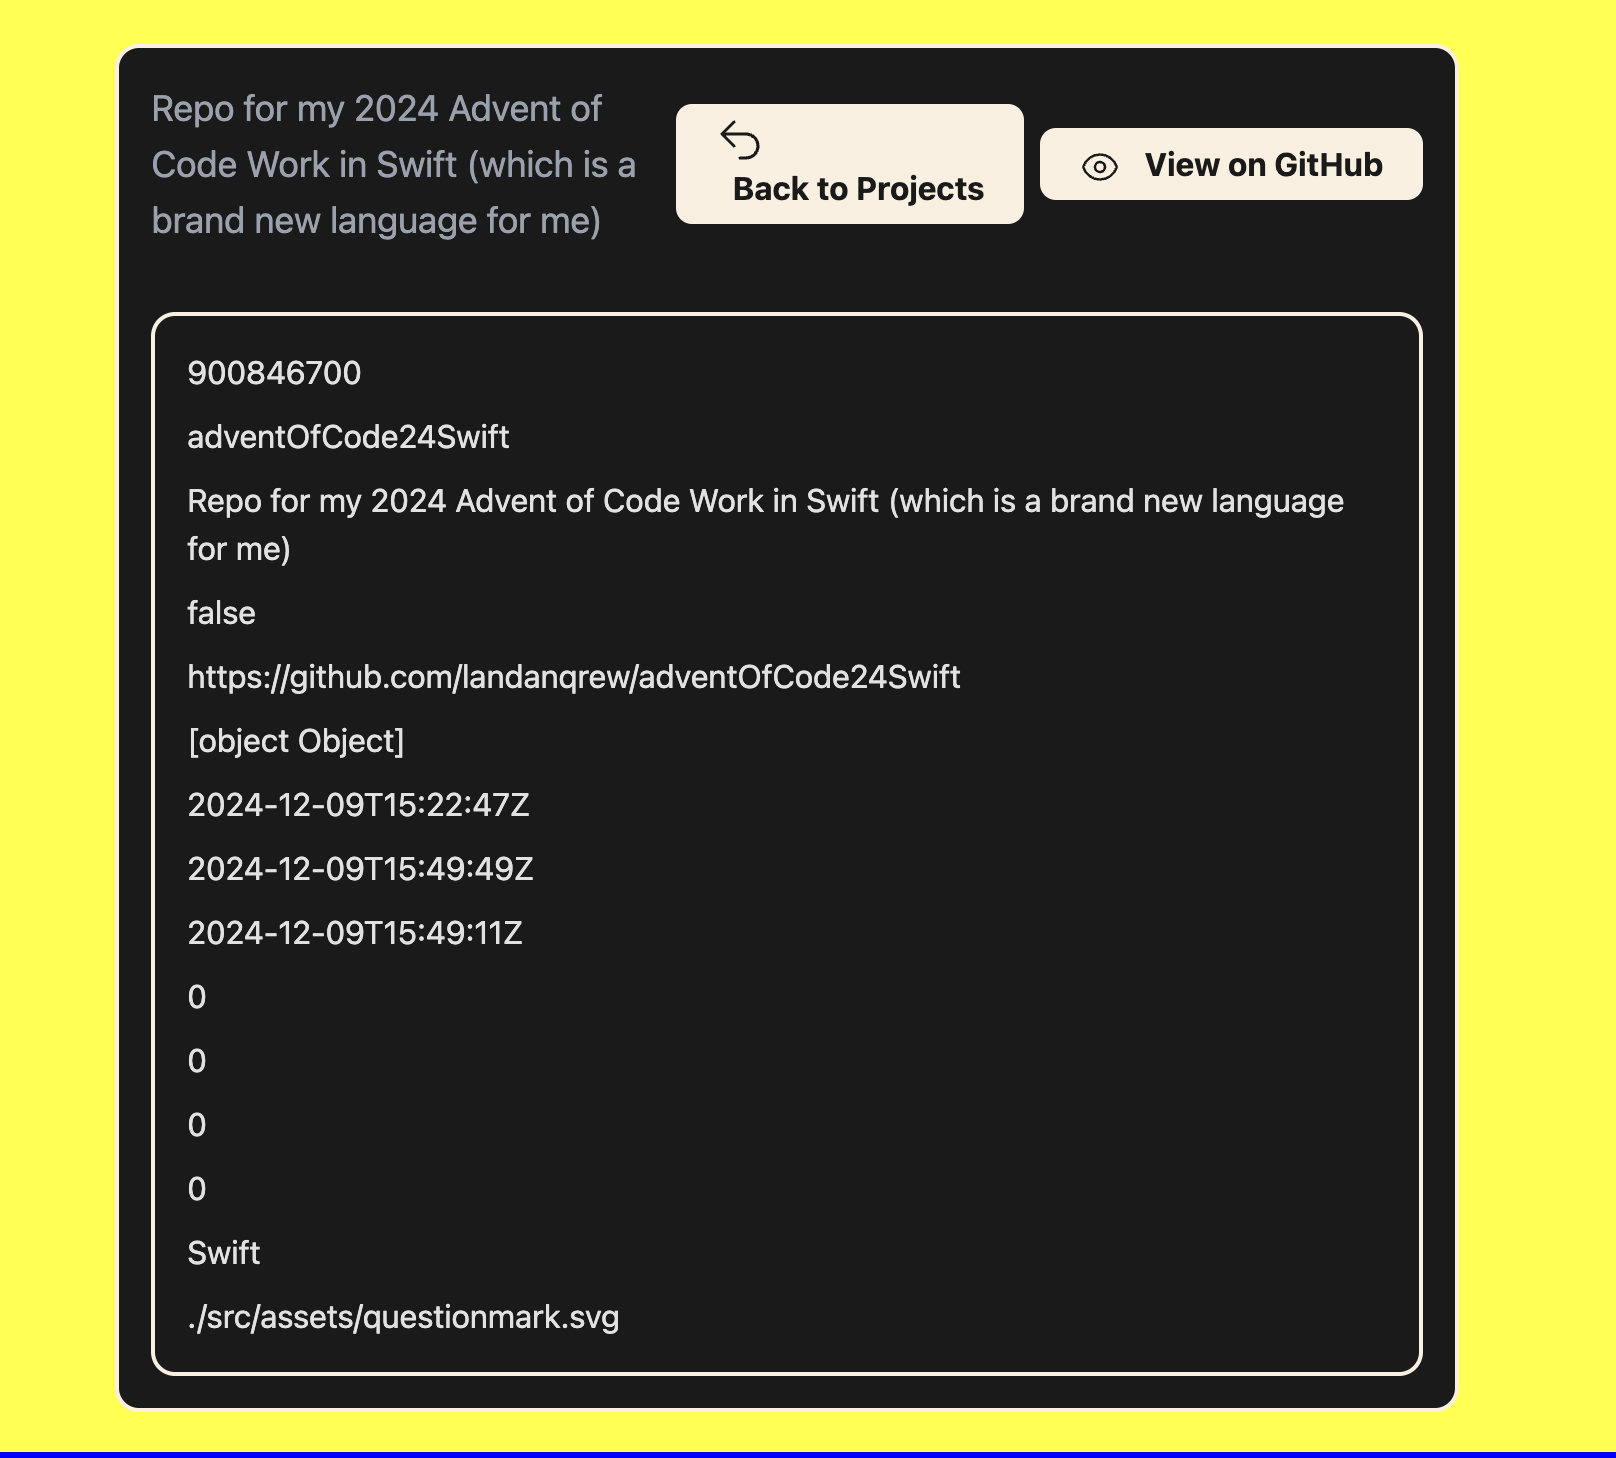 Repo for my 2024 Advent of
Code Work in Swift (which is a
brand new language for me)
Back to Projects
View on GitHub
900846700
adventOfCode24Swift
Repo for my 2024 Advent of Code Work in Swift (which is a brand new language
for me)
false
https://github.com/landanqrew/adventOfCode24Swift
[object Object]
2024-12-09T15:22:47Z
2024-12-09T15:49:49Z
2024-12-09T15:49:11Z
0
0
0
0
Swift
./src/assets/questionmark.svg